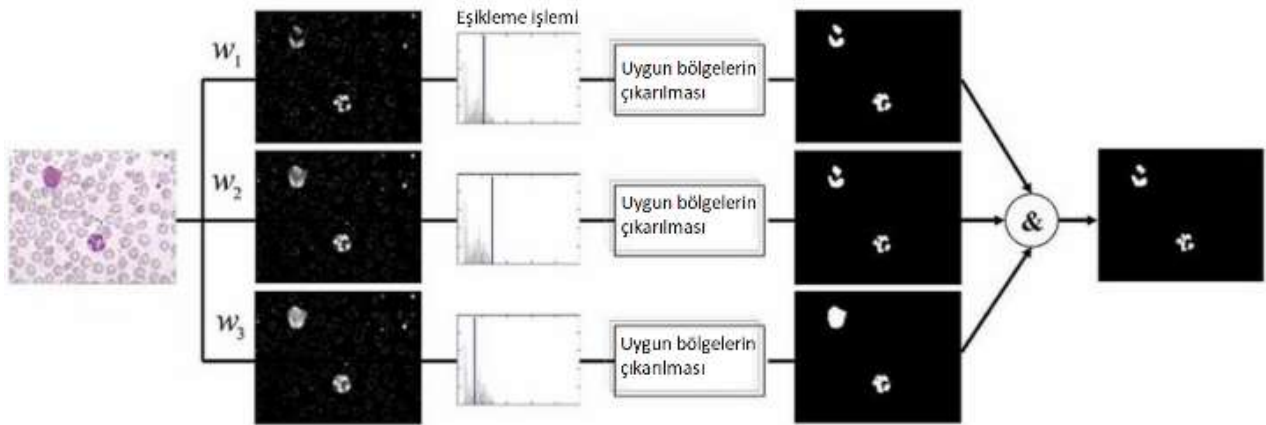 Eşikleme işlemi
w1
Uygun bölgelerin
çıkarılması
w2
Uygun bölgelerin
çıkarılması
&
w3
Uygun bölgelerin
çıkarılması